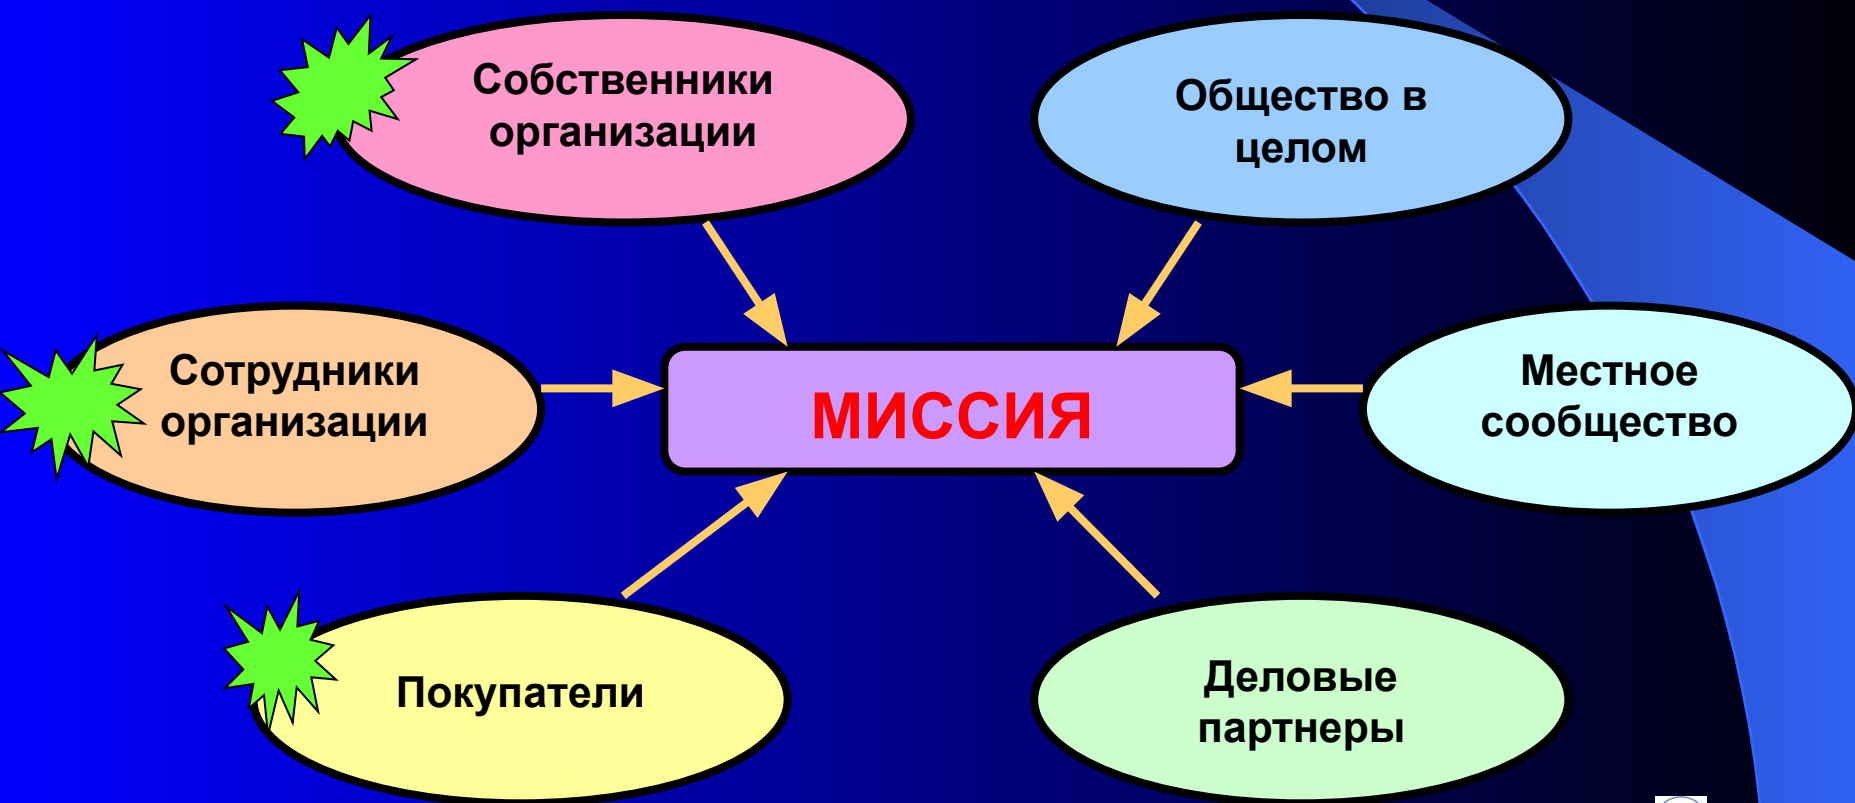 Собственники
организации
Общество в
целом
Сотрудники
организации
МИССИЯ
Местное
сообщество
Покупатели
Деловые
партнеры